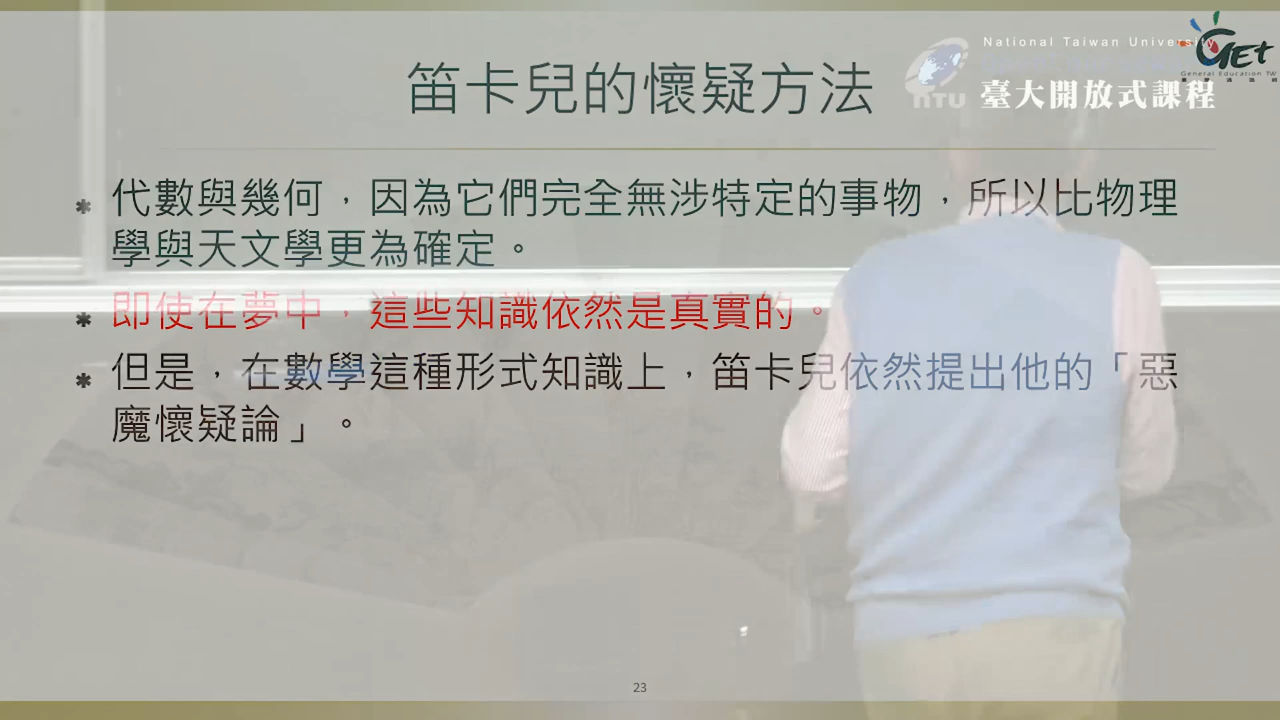 National Taiwan University
GET
General Education TW
NTU
臺大開放式課程
笛卡兒的懷疑方法
代數與幾何，因為它們完全無涉特定的事物，所以比物理
學與天文學更為確定。
即使在夢中，這些知識依然是真實的。
但是，在數學這種形式知識上，笛卡兒依然提出他的「惡
魔懷疑論」。
23